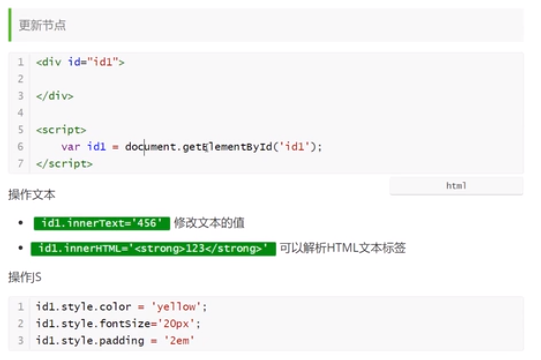 更新节点
1 <div id="id1">
2
3 </div>
4
5 <script>
6 var id1 = document.getElementById('id1');
7 </script>
html
操作文本
• id1.innerText='456' 修改文本的值
• id1.innerHTML='<strong>123</strong>' 可以解析HTML文本标签
操作JS
1 id1.style.color = 'yellow';
2 id1.style.fontSize='20px';
3 id1.style.padding = '2em'